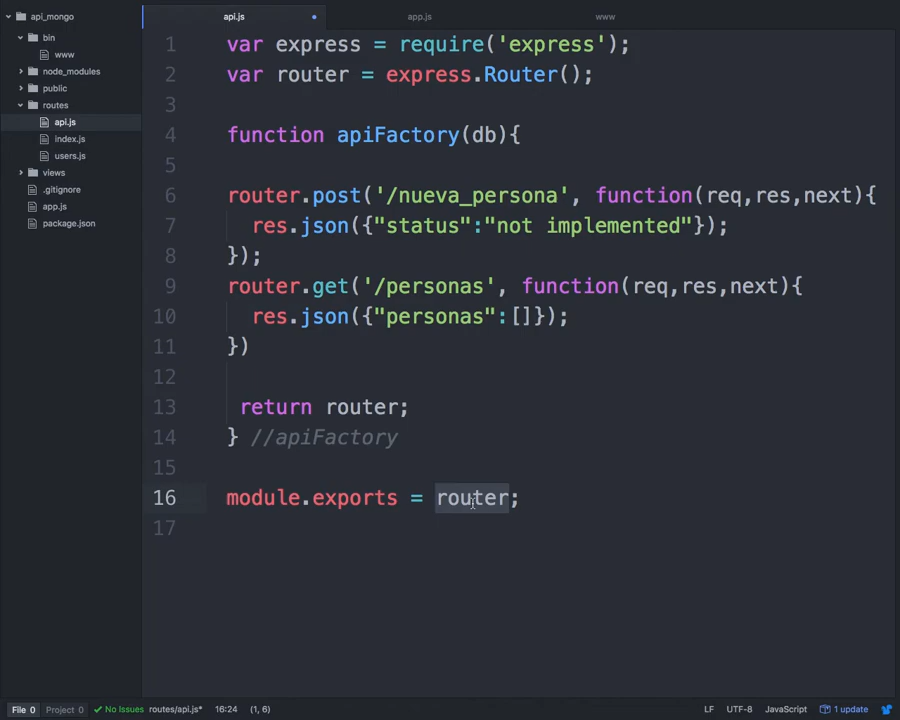 api_mongo
bin
www
node_modules
public
routes
api.js
index.js
users.js
views
.gitignore
app.js
package.json
api.js
app.js
www
1 var express = require('express');
2 var router = express.Router();
3
4 function apiFactory(db){
5
6 router.post('/nueva_persona', function(req,res,next){
7 res.json({"status":"not implemented"});
8 });
9 router.get('/personas', function(req,res,next){
10 res.json({"personas":[]});
11 })
12
13 return router;
14 } //apiFactory
15
16 module.exports = router;
17
File 0 Project 0 No Issues routes/api.js* 16:24 (1, 6) LF UTF-8 JavaScript 1 update